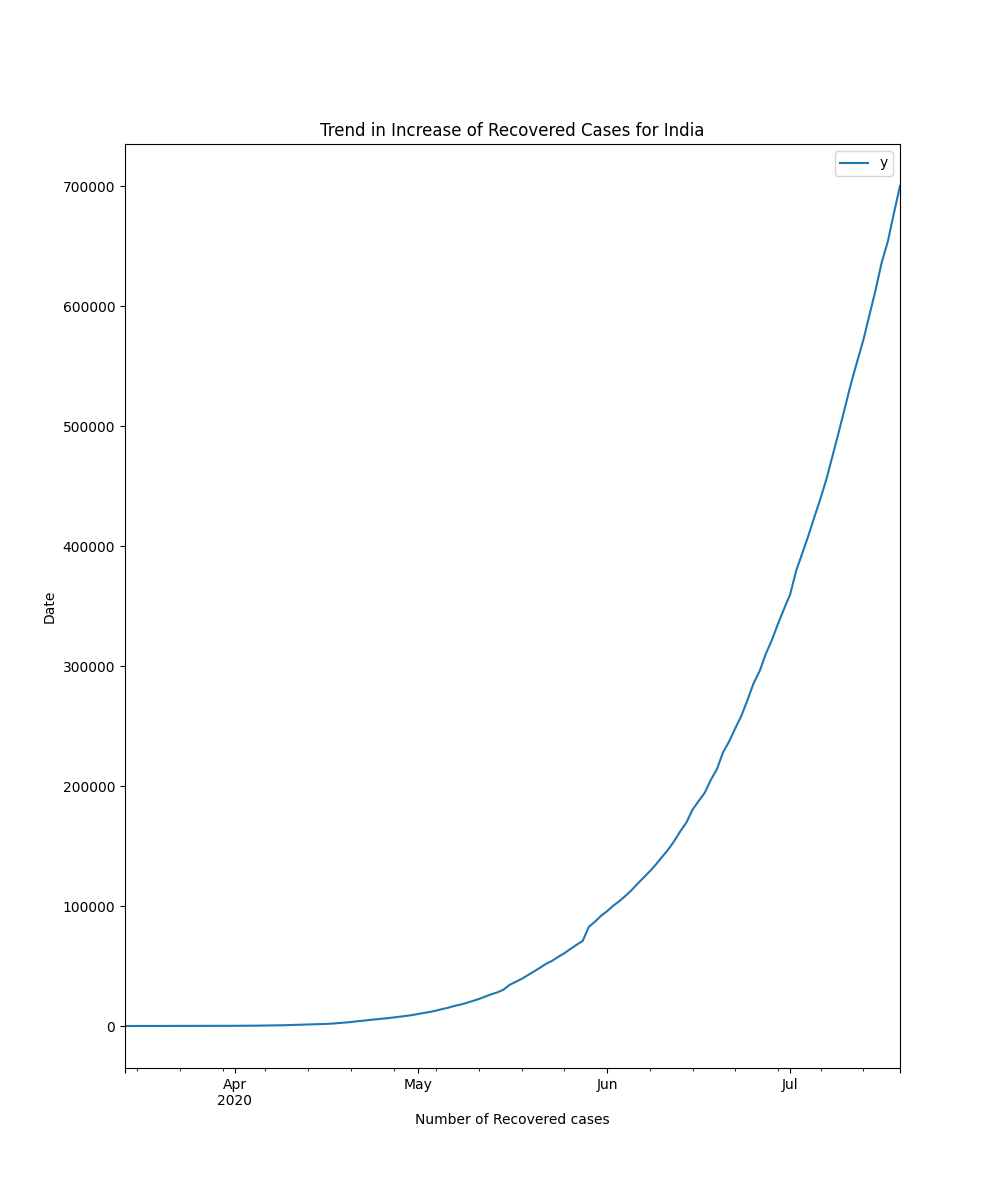 Trend in Increase of Recovered Cases for India
y
700000
600000
500000
400000
300000
200000
100000
0
Date
Apr
2020
May
Jun
Jul
Number of Recovered cases